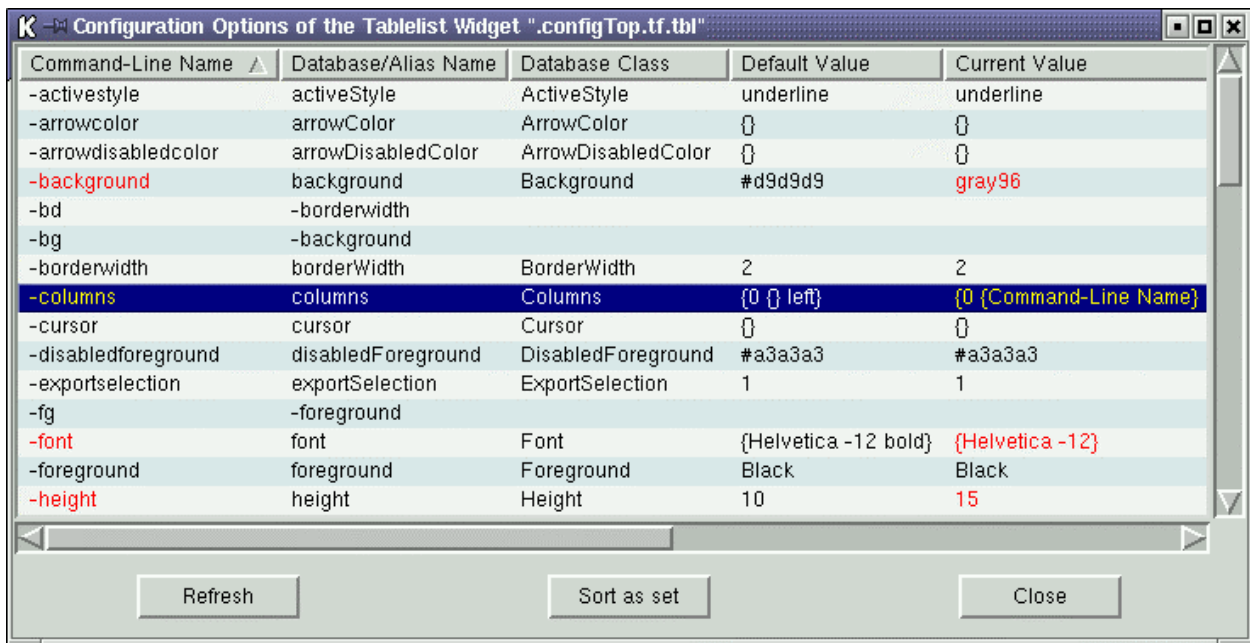 Configuration Options of the Tablelist Widget ".configTop.tf.tbl"
Command-Line Name Database/Alias Name Database Class Default Value Current Value
-activestyle activeStyle ActiveStyle underline underline
-arrowcolor arrowColor ArrowColor {} {}
-arrowdisabledcolor arrowDisabledColor ArrowDisabledColor {} {}
-background background Background #d9d9d9 gray96
-bd -borderwidth
-bg -background
-borderwidth borderWidth BorderWidth 2 2
-columns columns Columns {0 {} left} {0 {Command-Line Name}
-cursor cursor Cursor {} {}
-disabledforeground disabledForeground DisabledForeground #a3a3a3 #a3a3a3
-exportselection exportSelection ExportSelection 1 1
-fg -foreground
-font font Font {Helvetica -12 bold} {Helvetica -12}
-foreground foreground Foreground Black Black
-height height Height 10 15
Refresh Sort as set Close